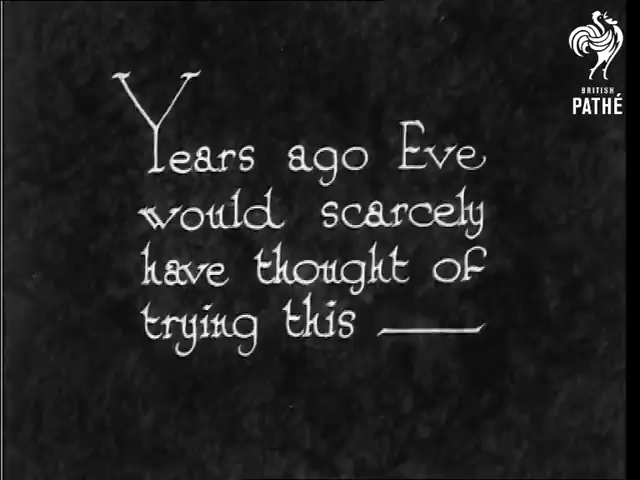 BRITISH
PATHÉ
Years ago Eve
would scarcely
have thought of
trying this ——